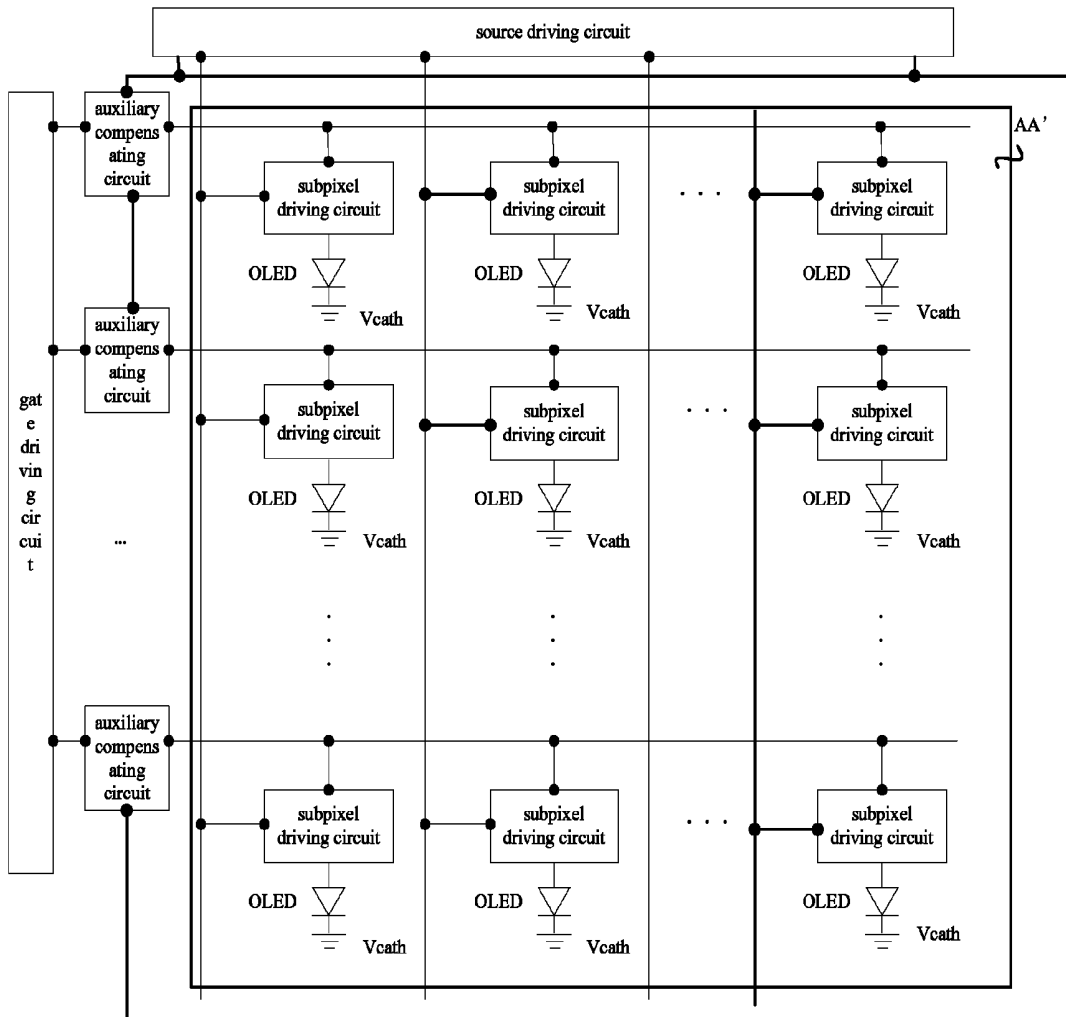 source driving circuit
auxiliary
compens
ating
circuit
AA'
subpixel
driving circuit
subpixel
driving circuit
. . .
subpixel
driving circuit
OLED
OLED
OLED
Vcath
Vcath
Vcath
auxiliary
compens
ating
circuit
gat
e dri
vin
g cir
cui
t
subpixel
driving circuit
subpixel
driving circuit
. . .
subpixel
driving circuit
OLED
OLED
OLED
Vcath
Vcath
Vcath
...
auxiliary
compens
ating
circuit
subpixel
driving circuit
subpixel
driving circuit
. . .
subpixel
driving circuit
OLED
OLED
OLED
Vcath
Vcath
Vcath